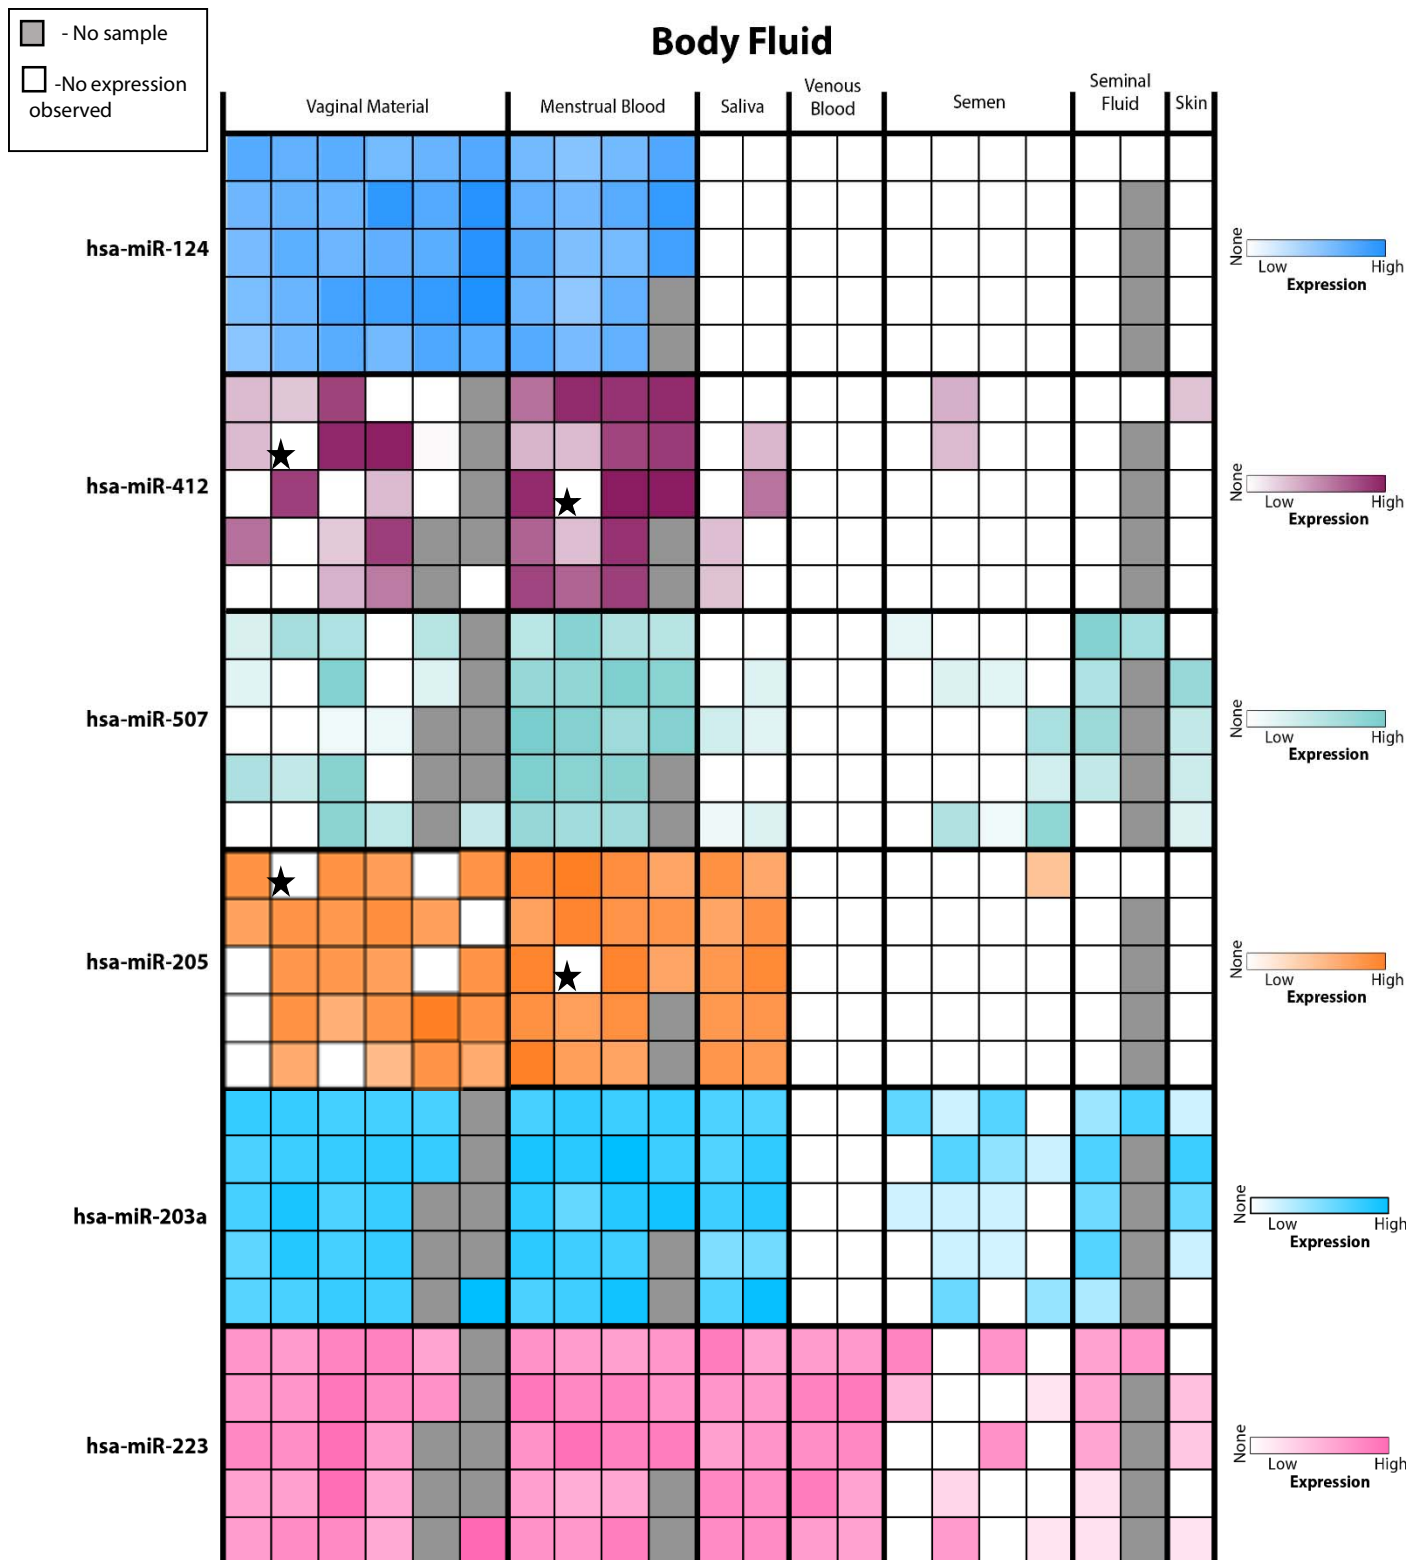 - No sample
-No expression
observed
Body Fluid
Vaginal Material
Menstrual Blood
Saliva
Venous
Blood
Semen
Seminal
Fluid
Skin
hsa-miR-124
None
Low
High
Expression
hsa-miR-412
None
Low
High
Expression
hsa-miR-507
None
Low
High
Expression
hsa-miR-205
None
Low
High
Expression
hsa-miR-203a
None
Low
High
Expression
hsa-miR-223
None
Low
High
Expression